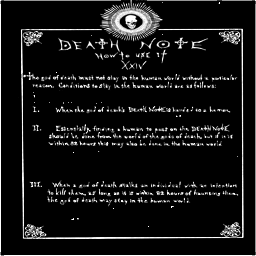 DEATH NOTE
HOW TO USE IT
XXIV
The god of death must not stay in the human world without a particular
reason. Conditions to stay in the human world are as follows:
I. When the god of death's DEATH NOTE is handed to a human.
II. Essentially, finding a human to pass on the DEATH NOTE
should be done from the world of the gods of death, but if it is
within 82 hours this may also be done in the human world.
III. When a god of death stalks an individual with an intention
to kill them, as long as it is within 82 hours of haunting them,
the god of death may stay in the human world.